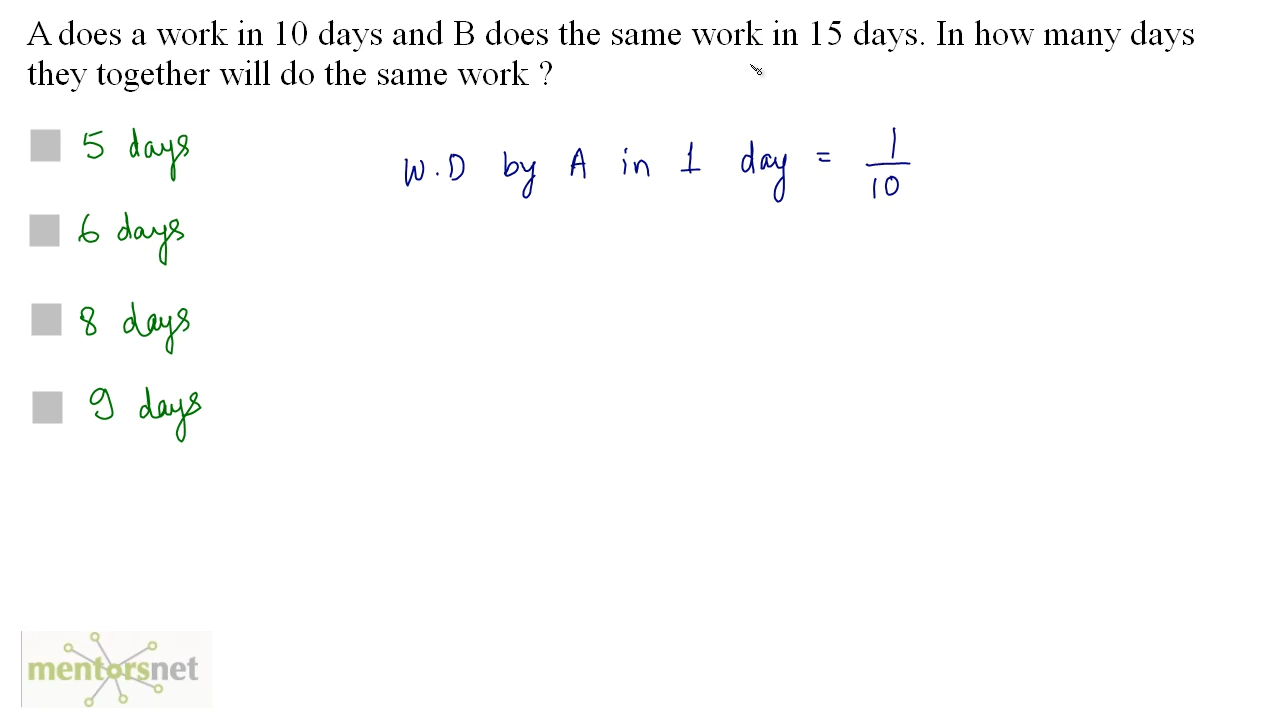 A does a work in 10 days and B does the same work in 15 days. In how many days
they together will do the same work ?
5 days
W.D by A in 1 day = 1/10
6 days
8 days
9 days
mentorsnet